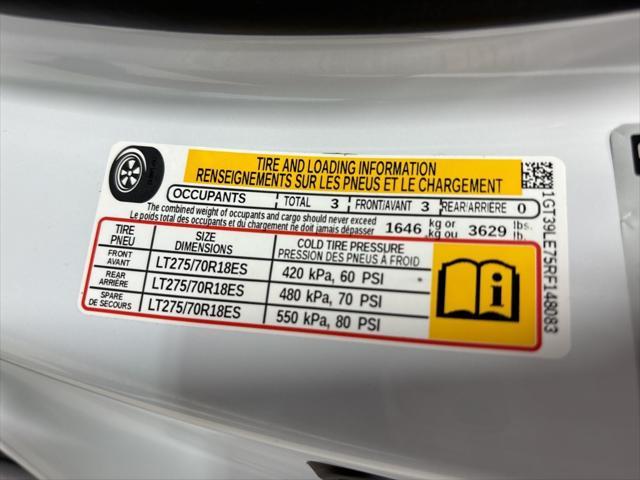 TIRE AND LOADING INFORMATION
RENSEIGNEMENTS SUR LES PNEUS ET LE CHARGEMENT
OCCUPANTS TOTAL 3 FRONT/AVANT 3 REAR/ARRIÈRE 0
The combined weight of occupants and cargo should never exceed 1646 kg or 3629 lbs.
Le poids total des occupants et du chargement ne doit jamais dépasser kg ou lb.
TIRE SIZE COLD TIRE PRESSURE
PNEU DIMENSIONS PRESSION DES PNEUS À FROID
FRONT
AVANT LT275/70R18ES 420 kPa, 60 PSI
REAR
ARRIÈRE LT275/70R18ES 480 kPa, 70 PSI
SPARE
DE SECOURS LT275/70R18ES 550 kPa, 80 PSI
1GT39LE75RF148083